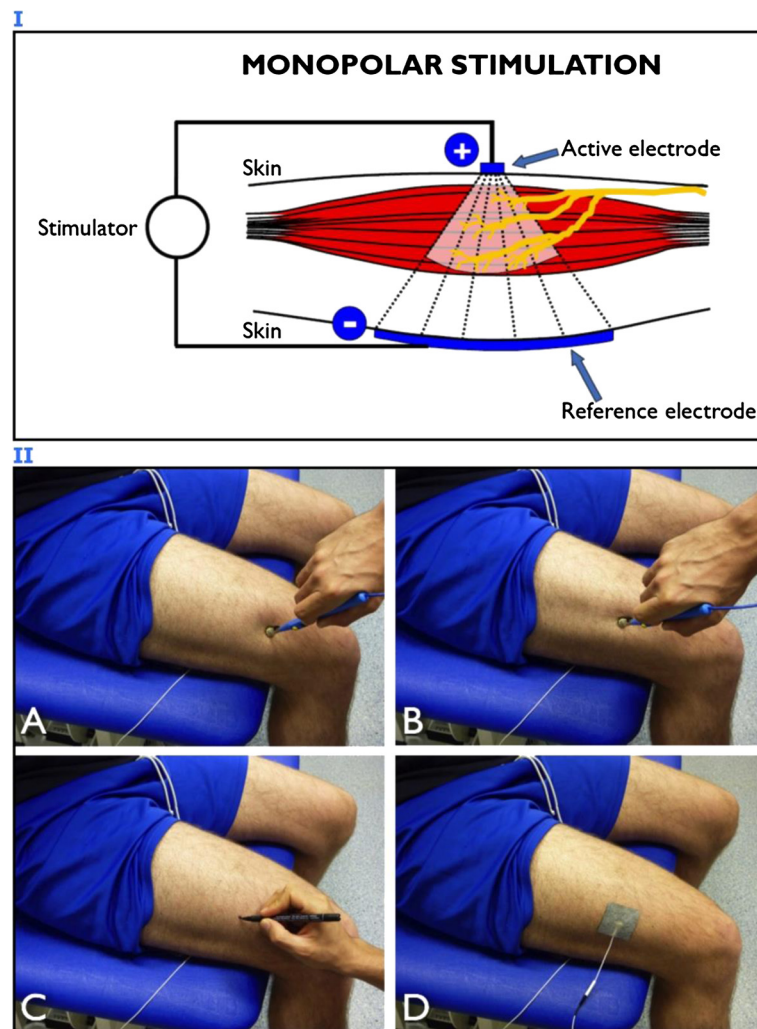 I
MONOPOLAR STIMULATION
+
Active electrode
Skin
Stimulator
-
Skin
Reference electrode
II
A
B
C
D